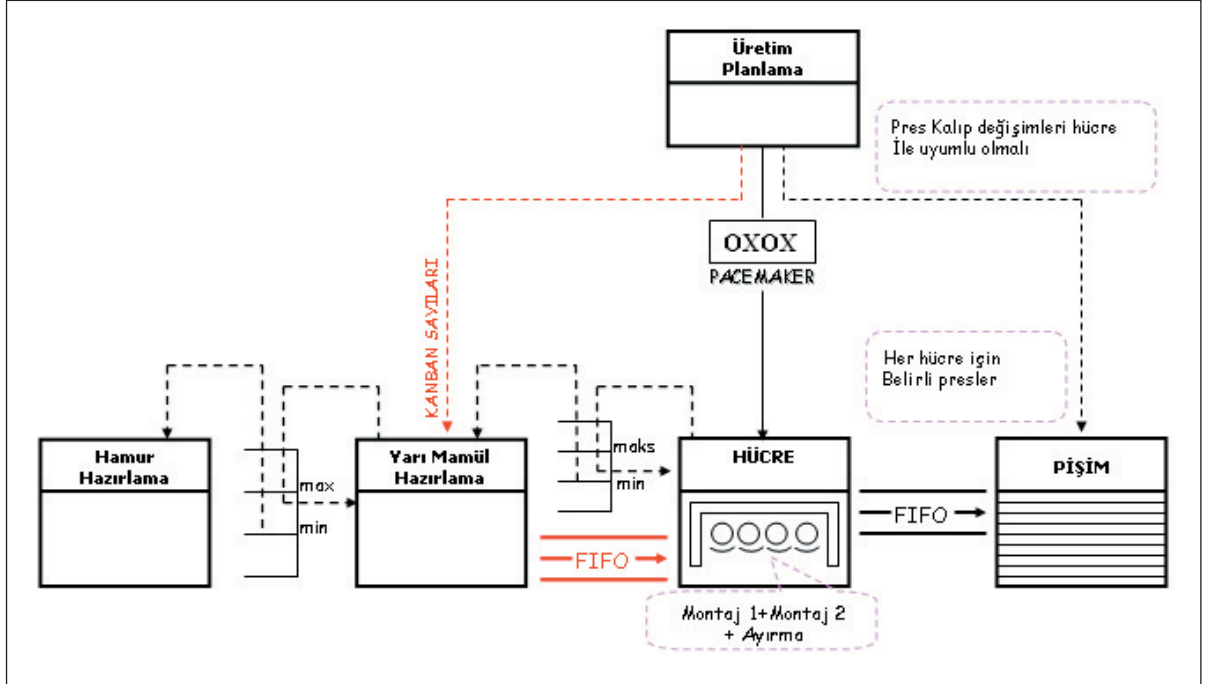 Üretim
Planlama
Pres Kalıp değişimleri hücre
İle uyumlu olmalı
OXOX
PACEMAKER
KANBAN SAYILARI
Her hücre için
Belirli presler
Hamur
Hazırlama
max
min
Yarı Mamül
Hazırlama
maks
min
HÜCRE
PİŞİM
FIFO
FIFO
Montaj 1+Montaj 2
+ Ayırma